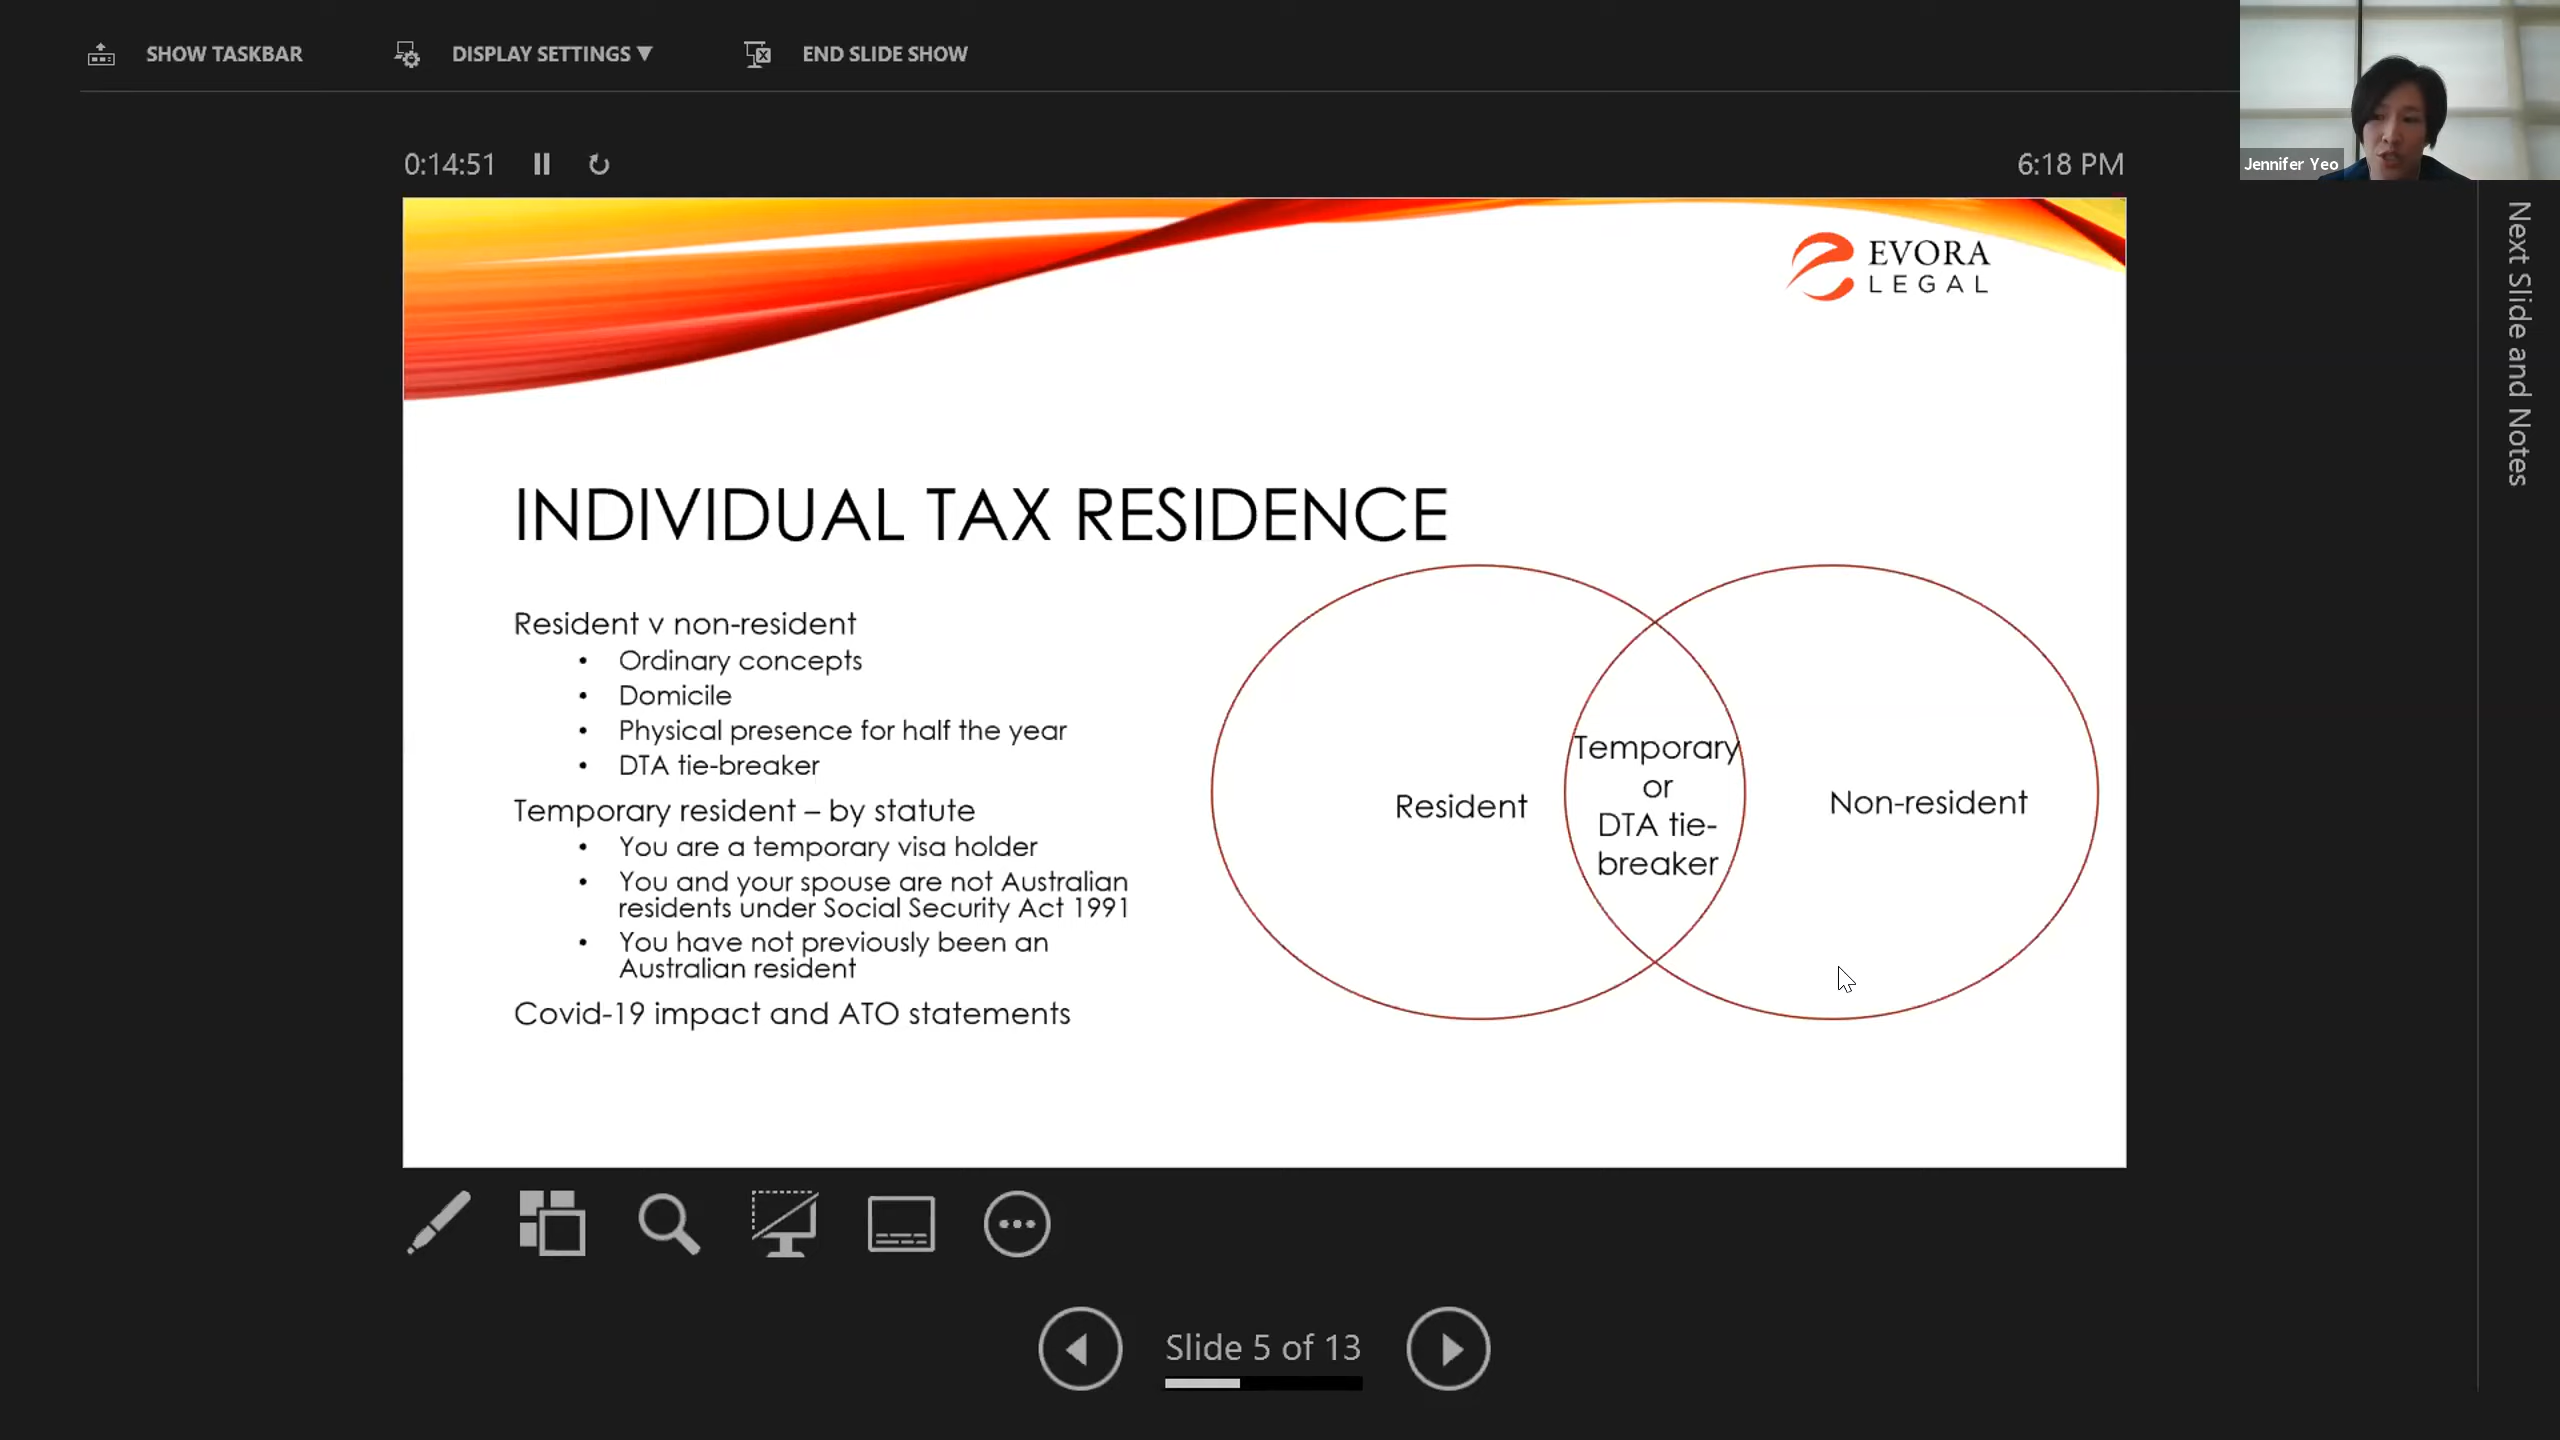 SHOW TASKBAR
DISPLAY SETTINGS ▼
END SLIDE SHOW
Jennifer Yeo
0:14:51
6:18 PM
Next Slide and Notes
EVORA
LEGAL
INDIVIDUAL TAX RESIDENCE
Resident v non-resident
• Ordinary concepts
• Domicile
• Physical presence for half the year
• DTA tie-breaker
Temporary resident – by statute
• You are a temporary visa holder
• You and your spouse are not Australian
residents under Social Security Act 1991
• You have not previously been an
Australian resident
Covid-19 impact and ATO statements
Resident
Temporary
or
DTA tie-
breaker
Non-resident
Slide 5 of 13